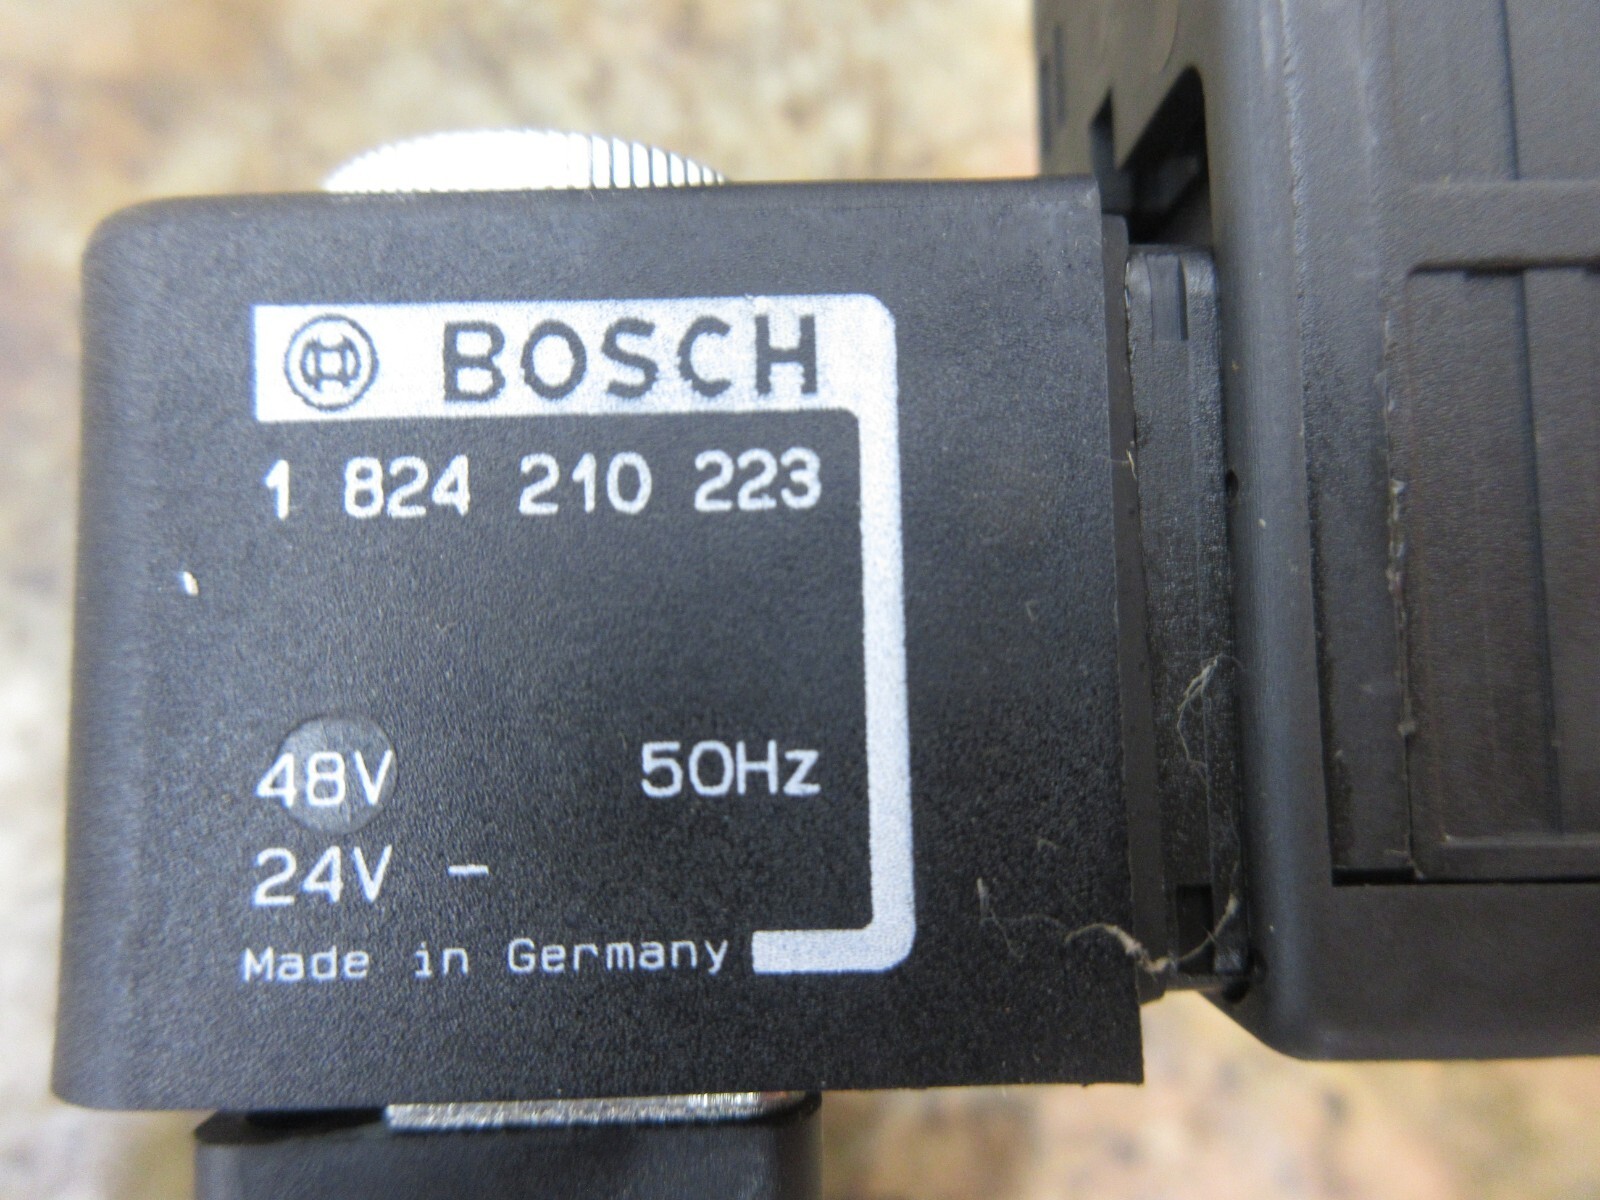 BOSCH
1 824 210 223
48V 50Hz
24V -
Made in Germany